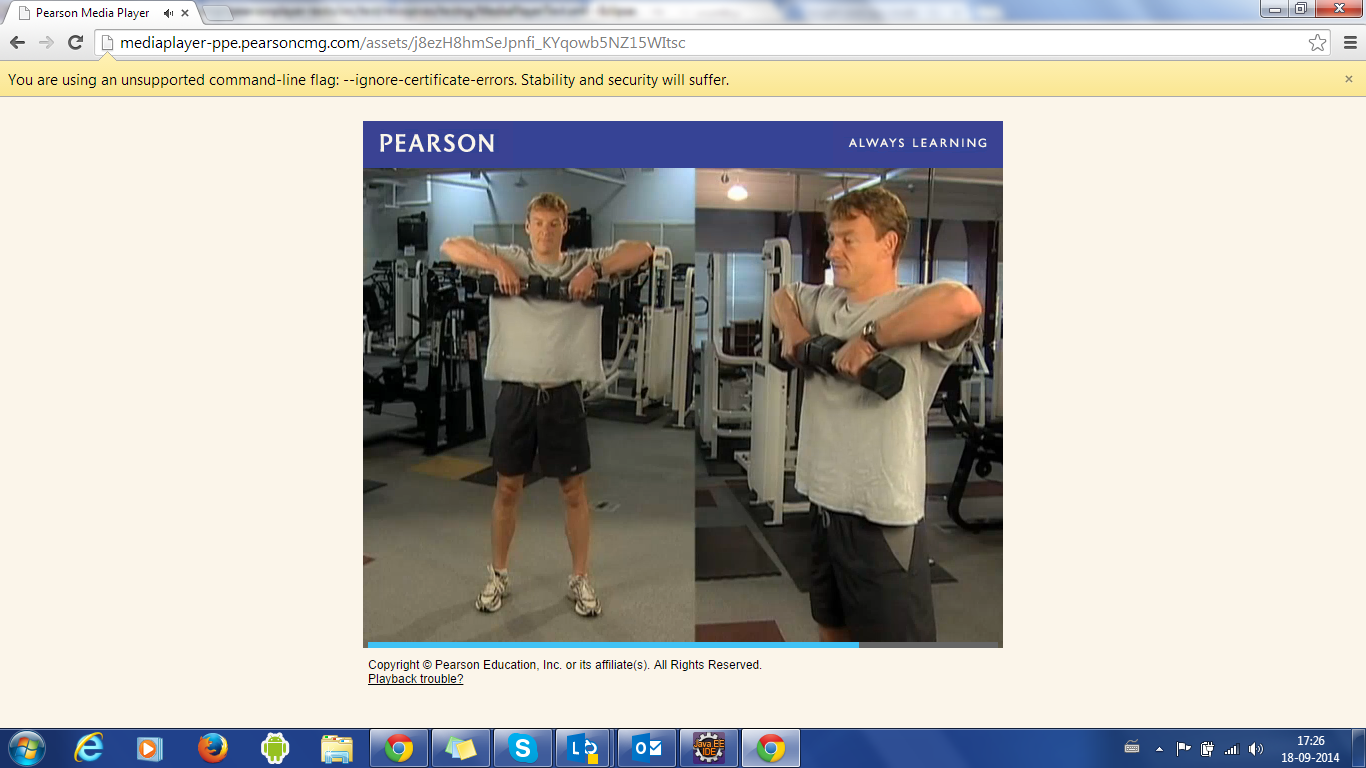 Pearson Media Player
mediaplayer-ppe.pearsoncmg.com/assets/j8ezH8hmSeJpnfi_KYqowb5NZ15WItsc
You are using an unsupported command-line flag: --ignore-certificate-errors. Stability and security will suffer.
PEARSON
ALWAYS LEARNING
Copyright © Pearson Education, Inc. or its affiliate(s). All Rights Reserved.
Playback trouble?
Java EE
IDE
17:26
18-09-2014